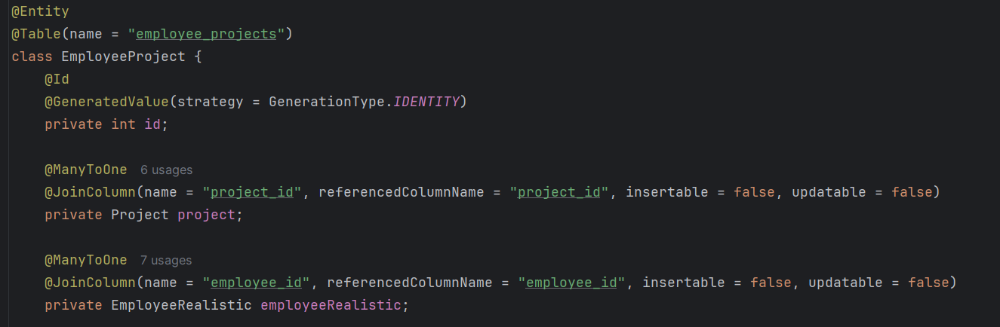 @Entity
@Table(name = "employee_projects")
class EmployeeProject {
@Id
@GeneratedValue(strategy = GenerationType.IDENTITY)
private int id;
@ManyToOne 6 usages
@JoinColumn(name = "project_id", referencedColumnName = "project_id", insertable = false, updatable = false)
private Project project;
@ManyToOne 7 usages
@JoinColumn(name = "employee_id", referencedColumnName = "employee_id", insertable = false, updatable = false)
private EmployeeRealistic employeeRealistic;